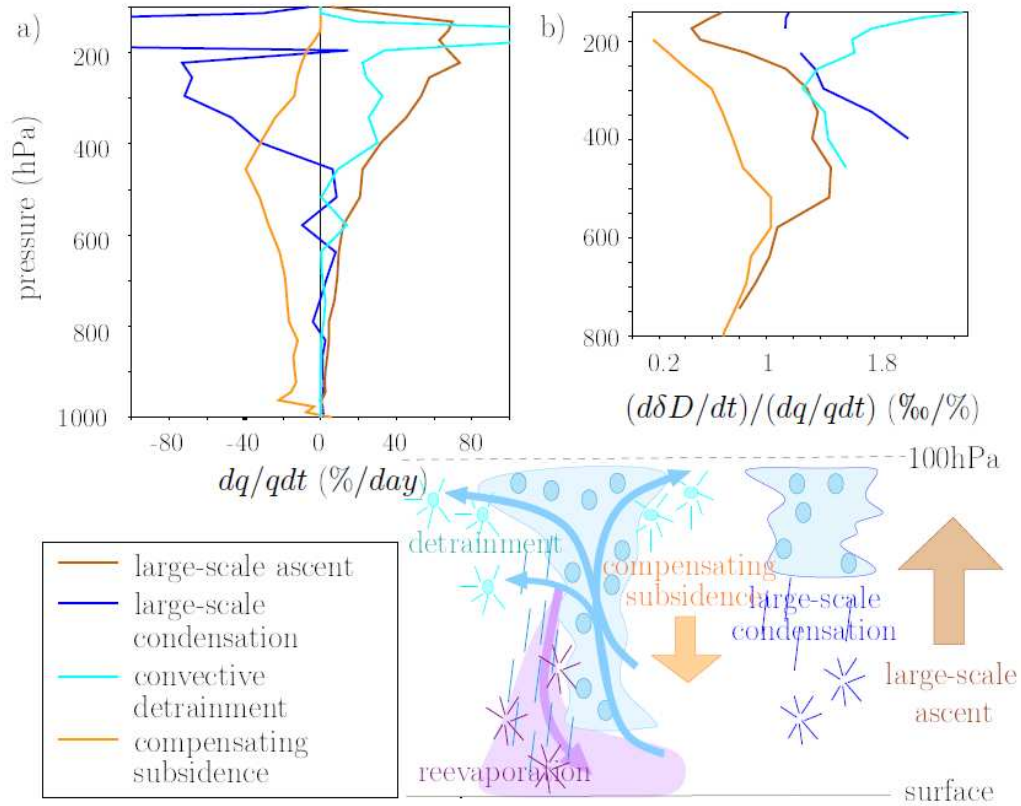 a)
pressure (hPa)
200
400
600
800
1000
-80
-40
0
40
80
dq/qdt (%/day)
b)
200
400
600
800
0.2
1
1.8
(dδD/dt)/(dq/qdt) (‰/%)
100hPa
detrainment
compensating
subsidence
large-scale
condensation
large-scale
ascent
reevaporation
surface
large-scale ascent
large-scale
condensation
convective
detrainment
compensating
subsidence